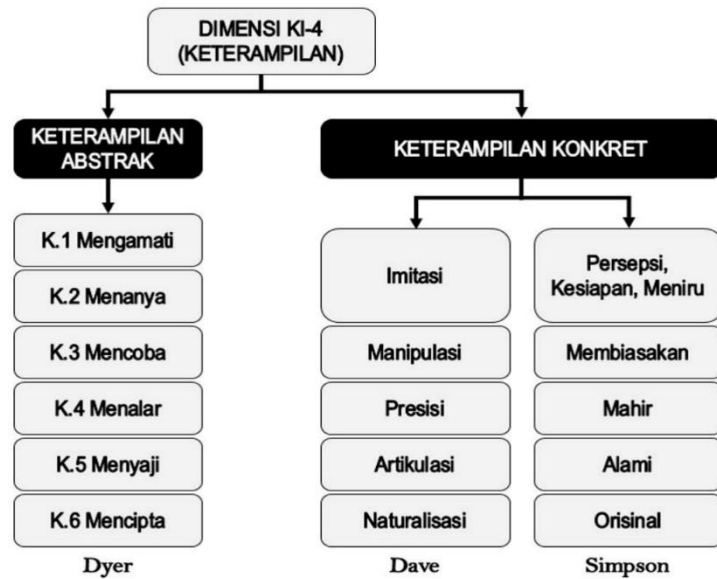 DIMENSI KI-4
(KETERAMPILAN)
KETERAMPILAN
ABSTRAK
K.1 Mengamati
K.2 Menanya
K.3 Mencoba
K.4 Menalar
K.5 Menyaji
K.6 Mencipta
Dyer
KETERAMPILAN KONKRET
Imitasi
Manipulasi
Presisi
Artikulasi
Naturalisasi
Dave
Persepsi,
Kesiapan, Meniru
Membiasakan
Mahir
Alami
Orisinal
Simpson